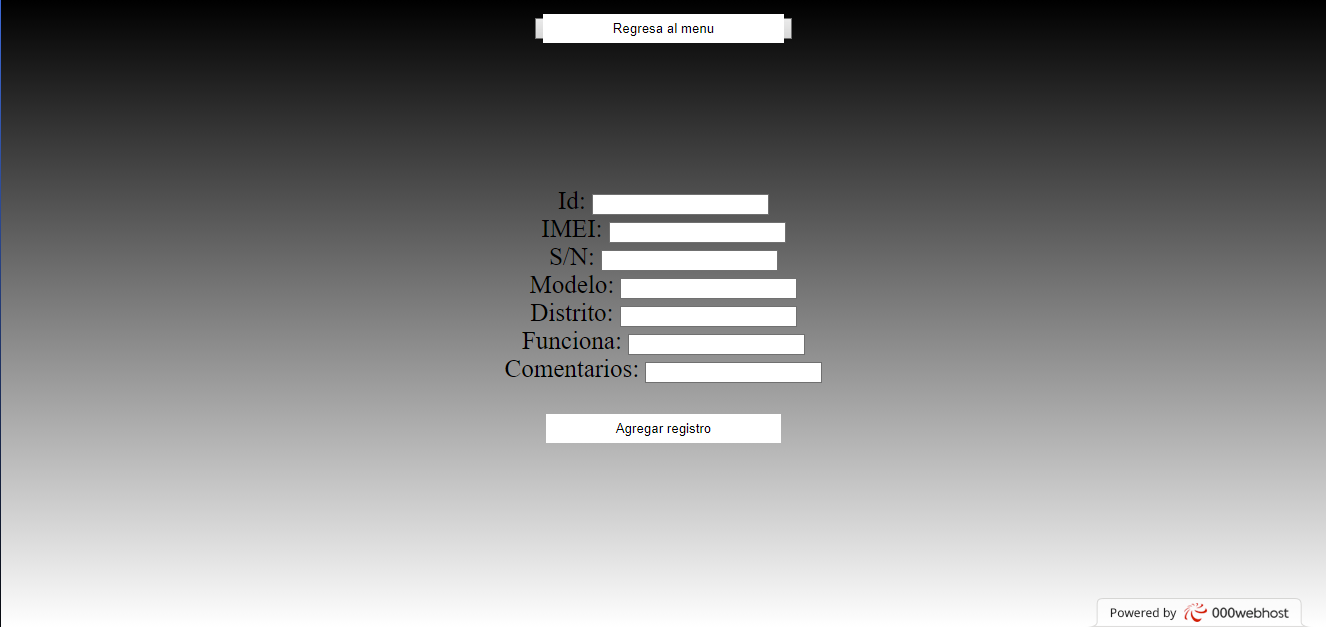 Regresa al menu
Id:
IMEI:
S/N:
Modelo:
Distrito:
Funciona:
Comentarios:
Agregar registro
Powered by 000webhost